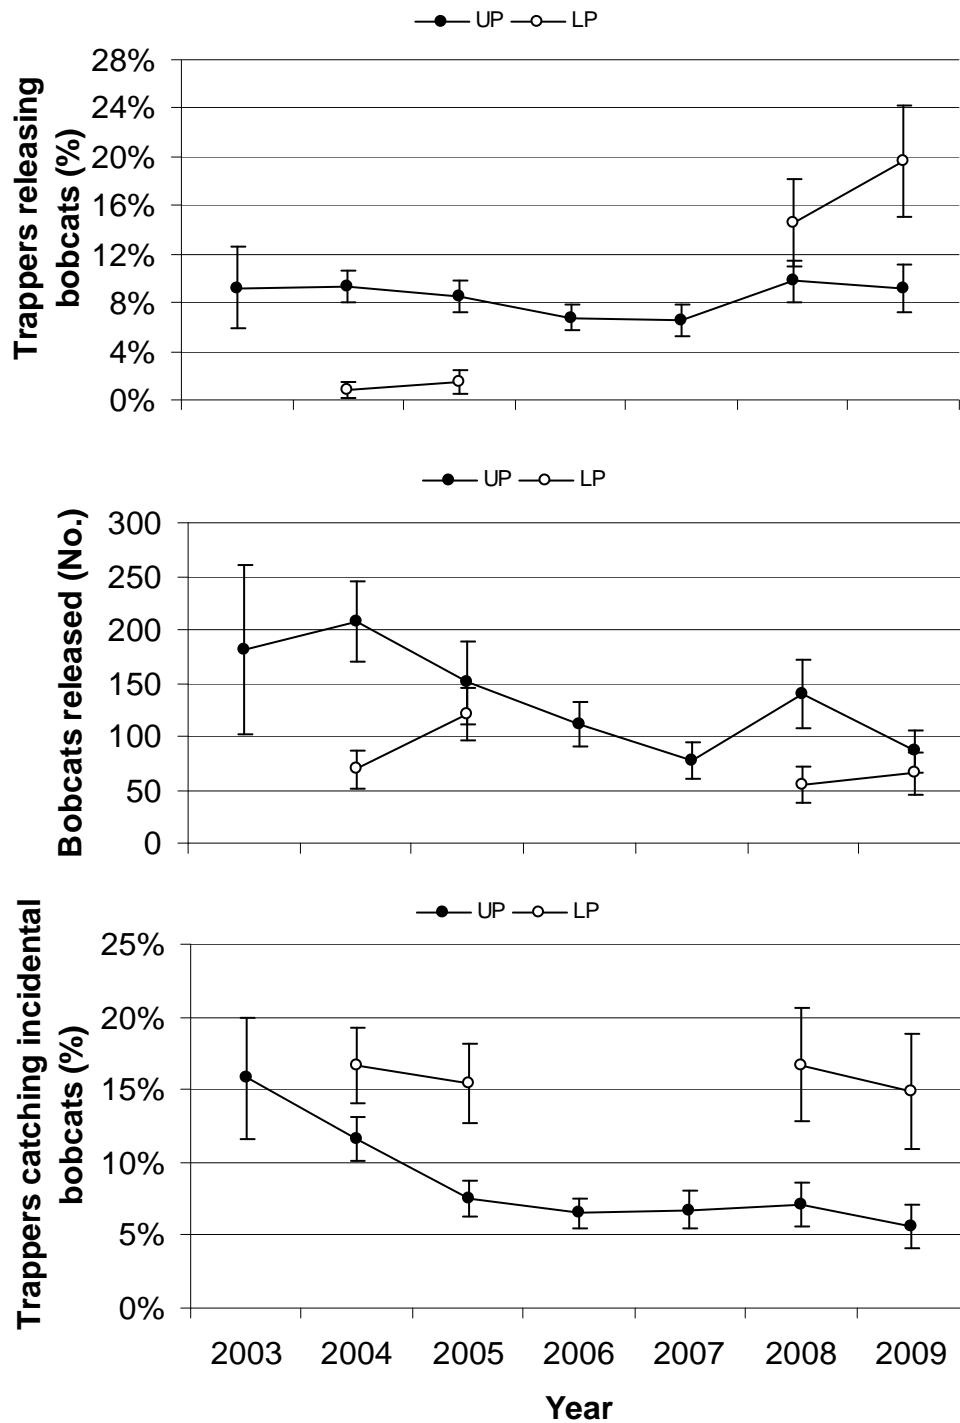 UP LP
Trappers releasing
bobcats (%)
28%
24%
20%
16%
12%
8%
4%
0%
UP LP
Bobcats released (No.)
300
250
200
150
100
50
0
UP LP
Trappers catching incidental
bobcats (%)
25%
20%
15%
10%
5%
0%
2003 2004 2005 2006 2007 2008 2009
Year